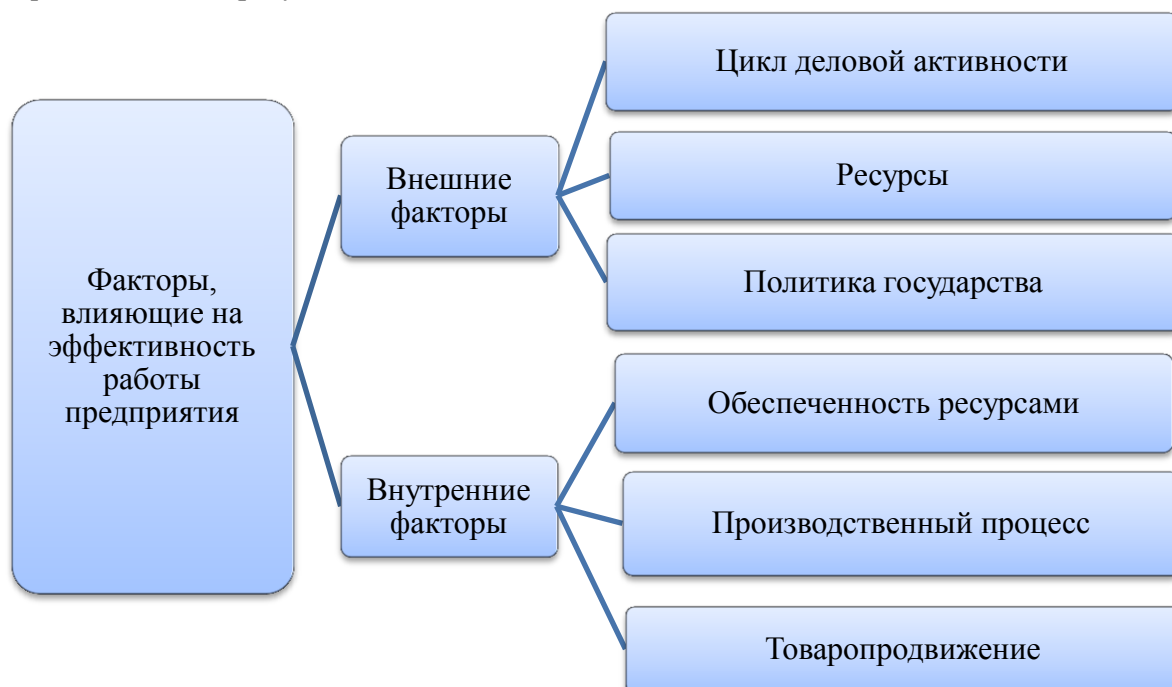 Цикл деловой активности
Внешние
факторы
Ресурсы
Политика государства
Факторы,
влияющие на
эффективность
работы
предприятия
Обеспеченность ресурсами
Внутренние
факторы
Производственный процесс
Товаропродвижение